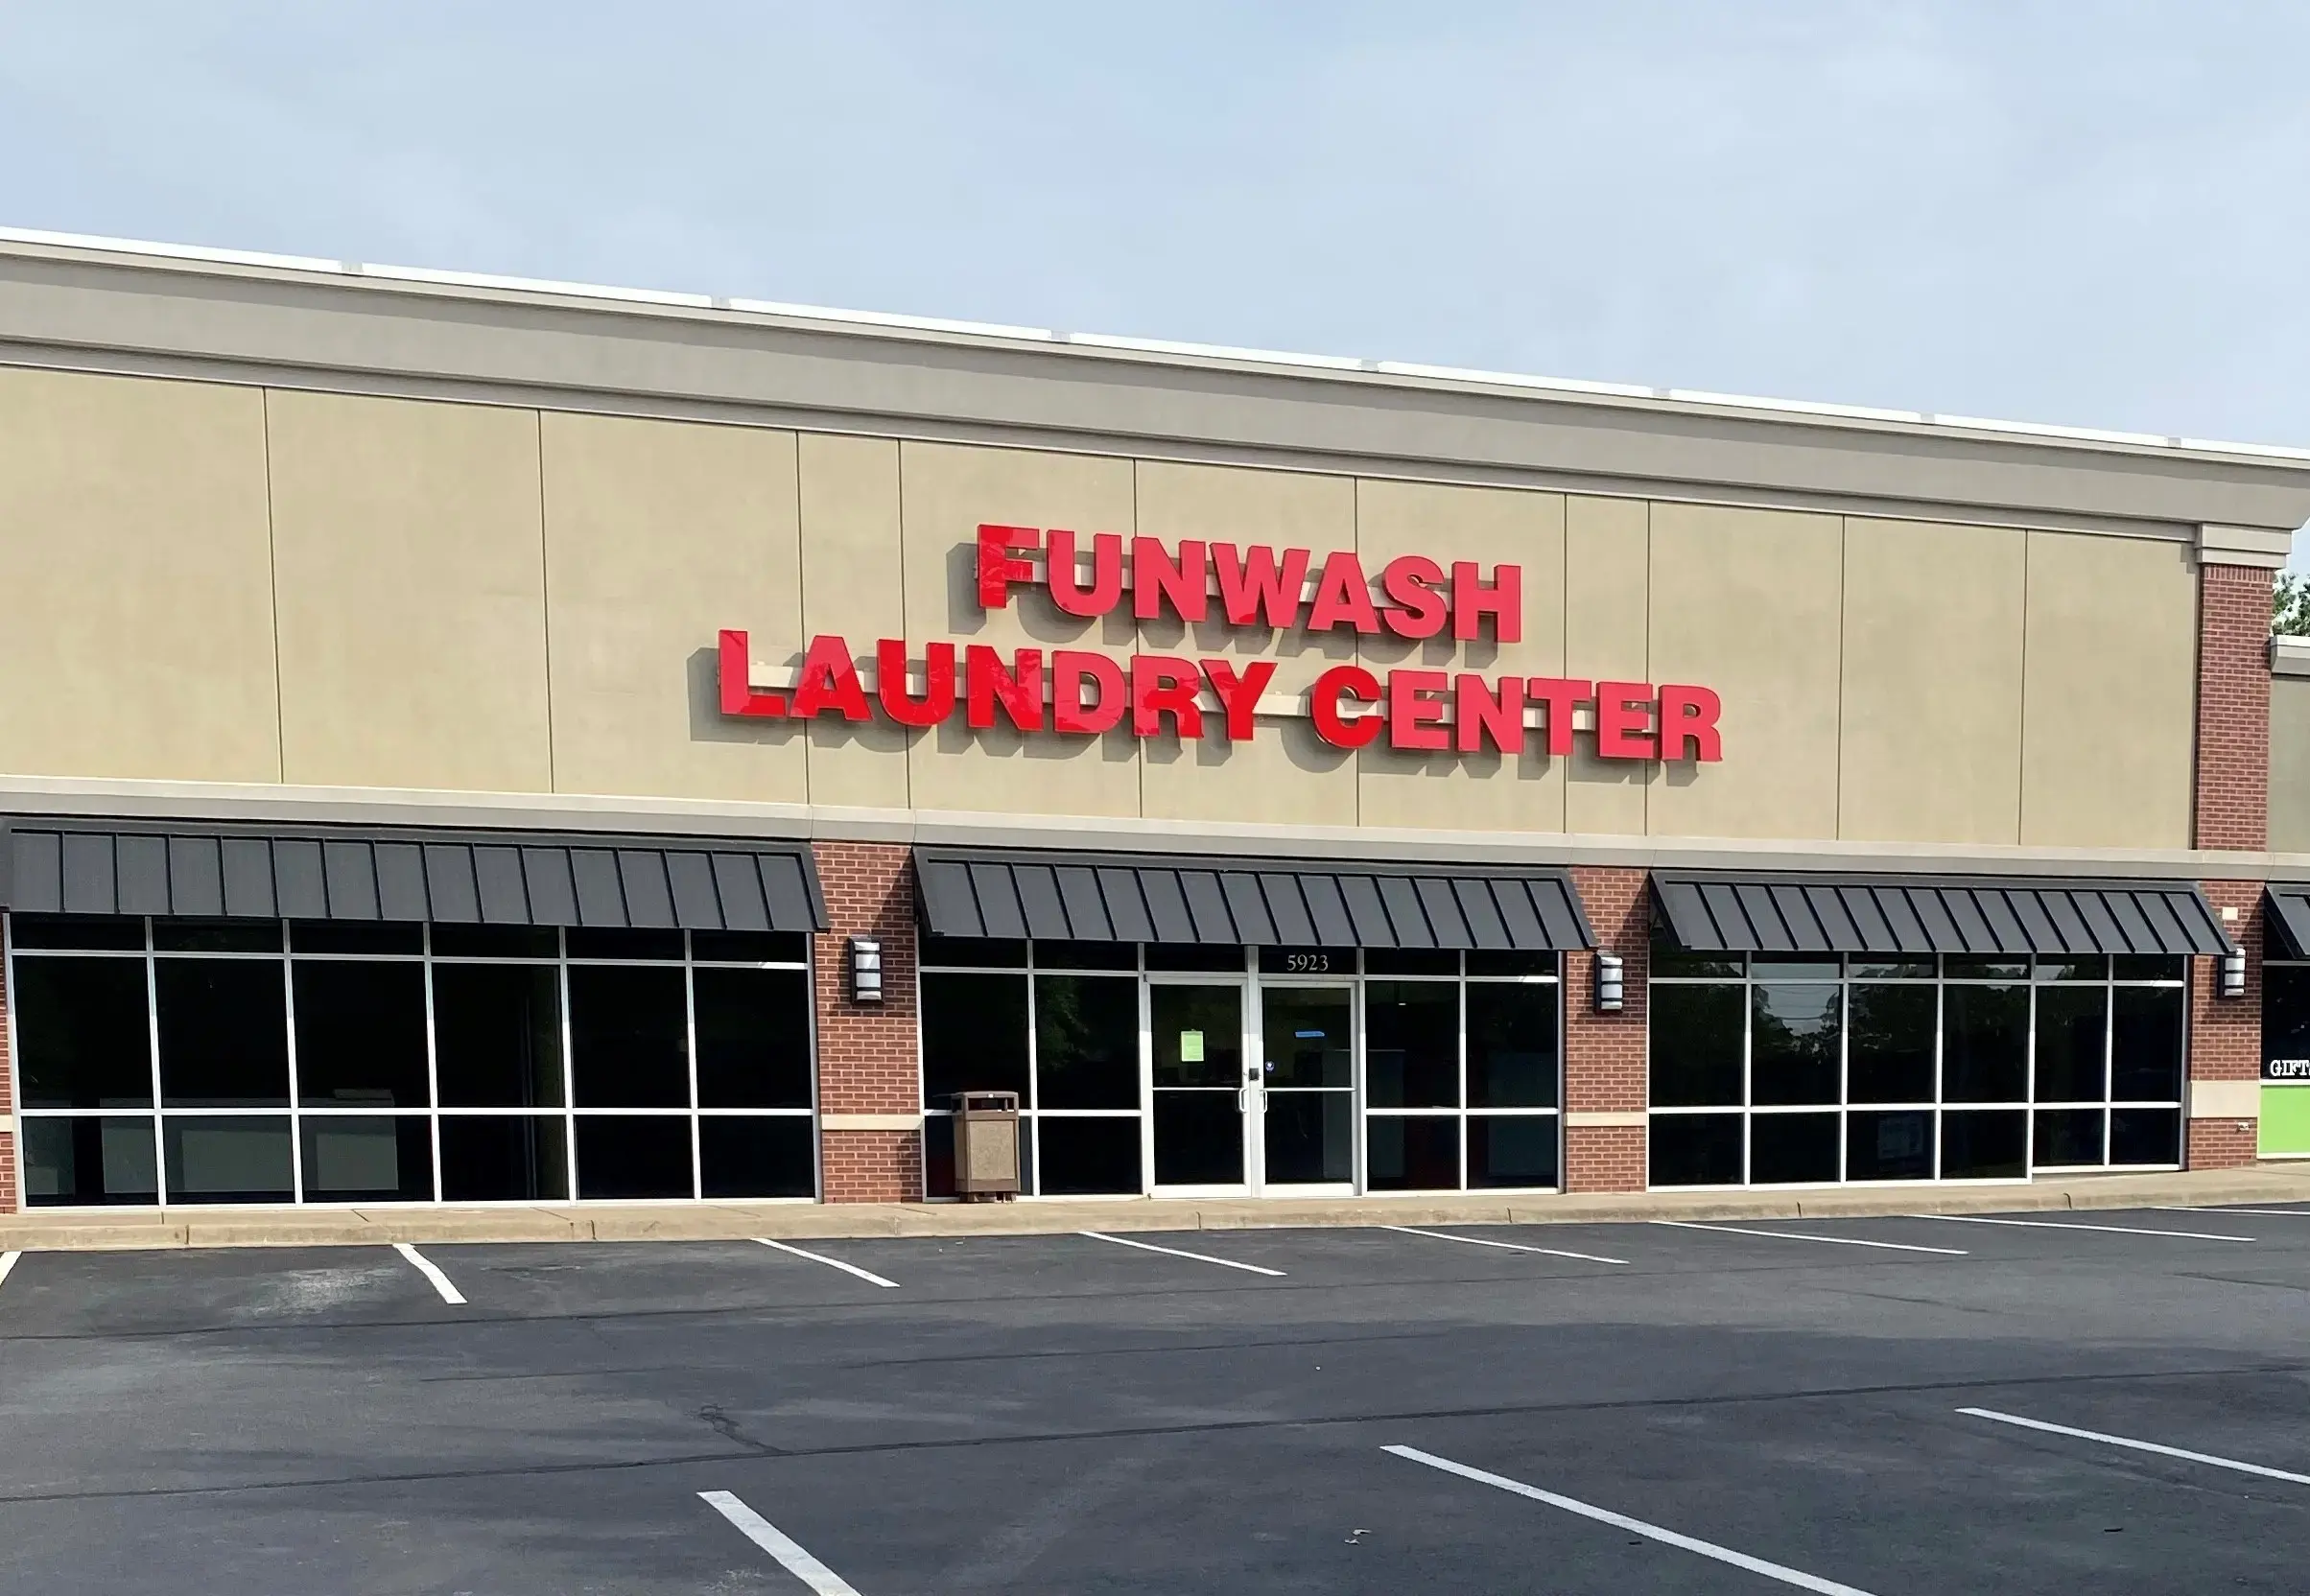 FUNWASH
LAUNDRY CENTER
5923
GIFT